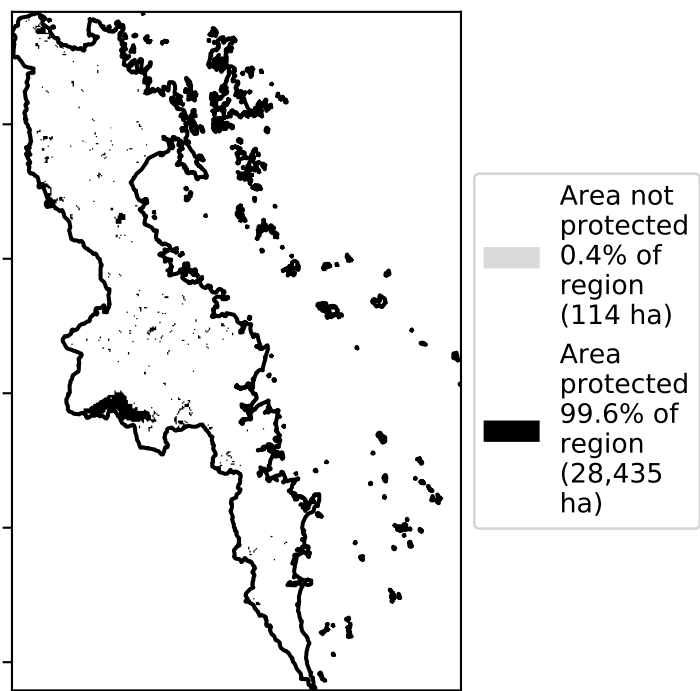 Area not
protected
0.4% of
region
(114 ha)
Area
protected
99.6% of
region
(28,435
ha)